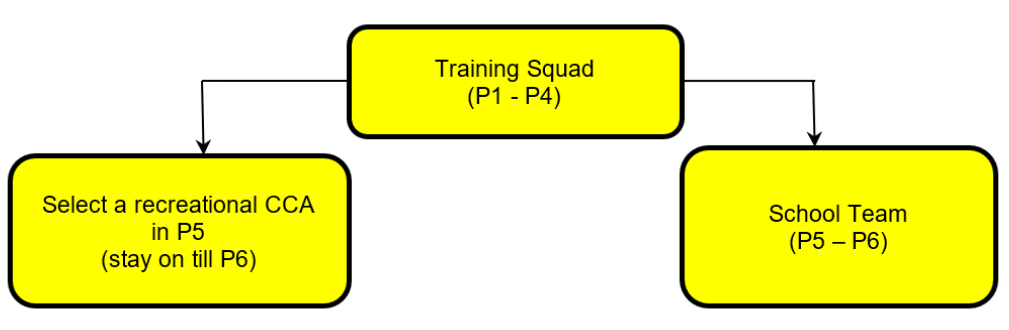 Training Squad
(P1 - P4)
Select a recreational CCA
in P5
(stay on till P6)
School Team
(P5 – P6)